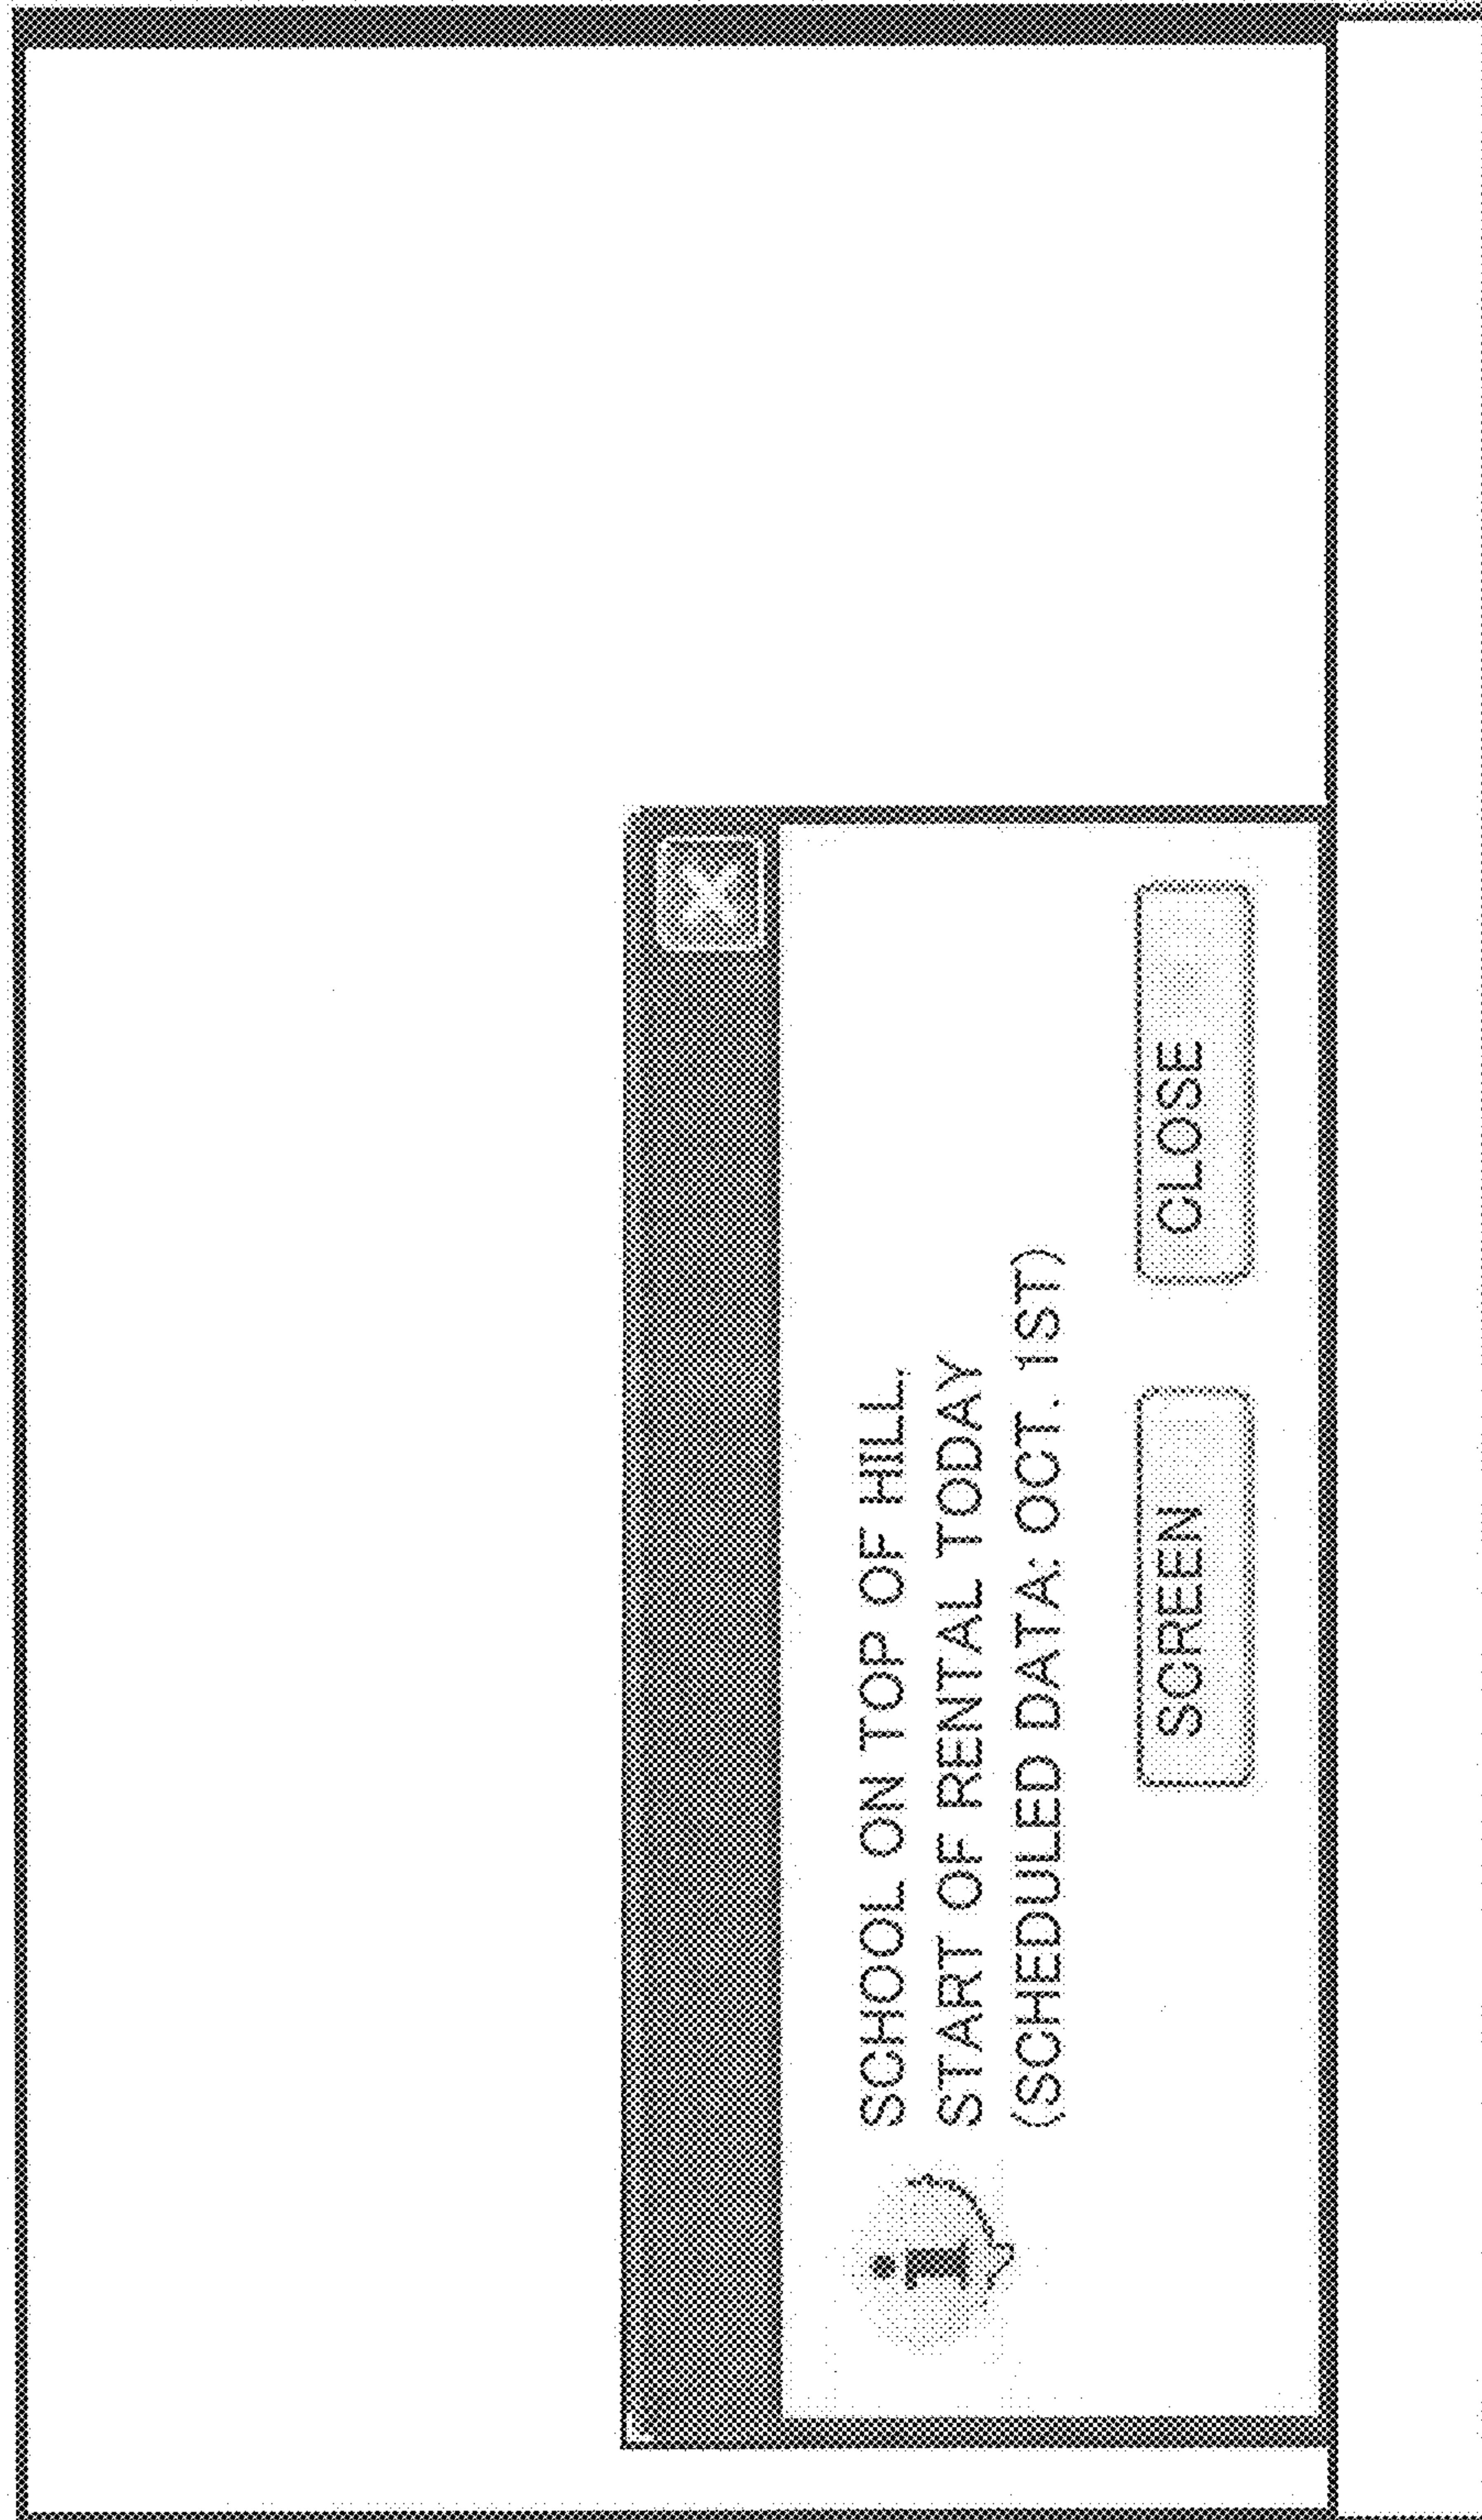 SCHOOL ON TOP OF HILL,
START OF RENTAL TODAY
(SCHEDULED DATA: OCT. 1ST)
SCREEN
CLOSE